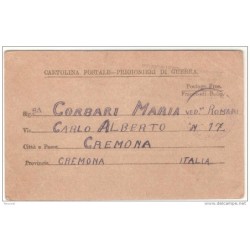 CARTOLINA POSTALE-PRIGIONIERI DI GUERRA
Sig.ra CORBARI MARIA ved. ROMANI
Via CARLO ALBERTO N 17
Città o Paese, CREMONA
Provincia, CREMONA ITALIA